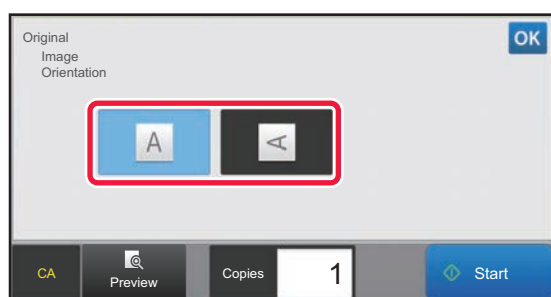 Original
Image
Orientation
OK
A
A
CA
Preview
Copies
1
Start